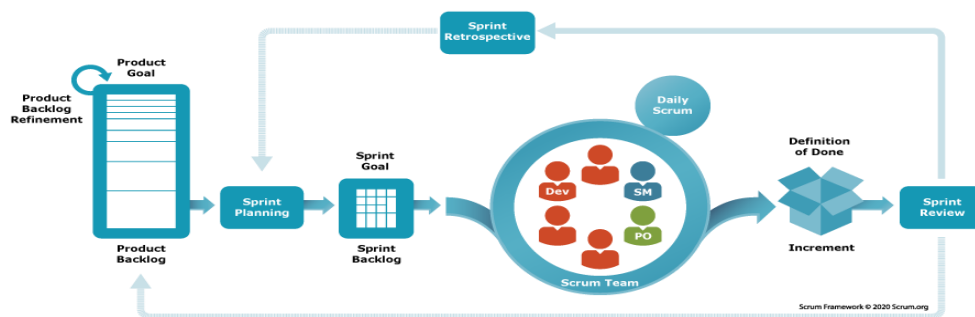 Sprint
Retrospective
Product
Goal
Product
Backlog
Refinement
Daily
Scrum
Definition
of Done
Sprint
Goal
Dev
SM
Sprint
Planning
Sprint
Review
PO
Product
Backlog
Sprint
Backlog
Increment
Scrum Team
Scrum Framework © 2020 Scrum.org